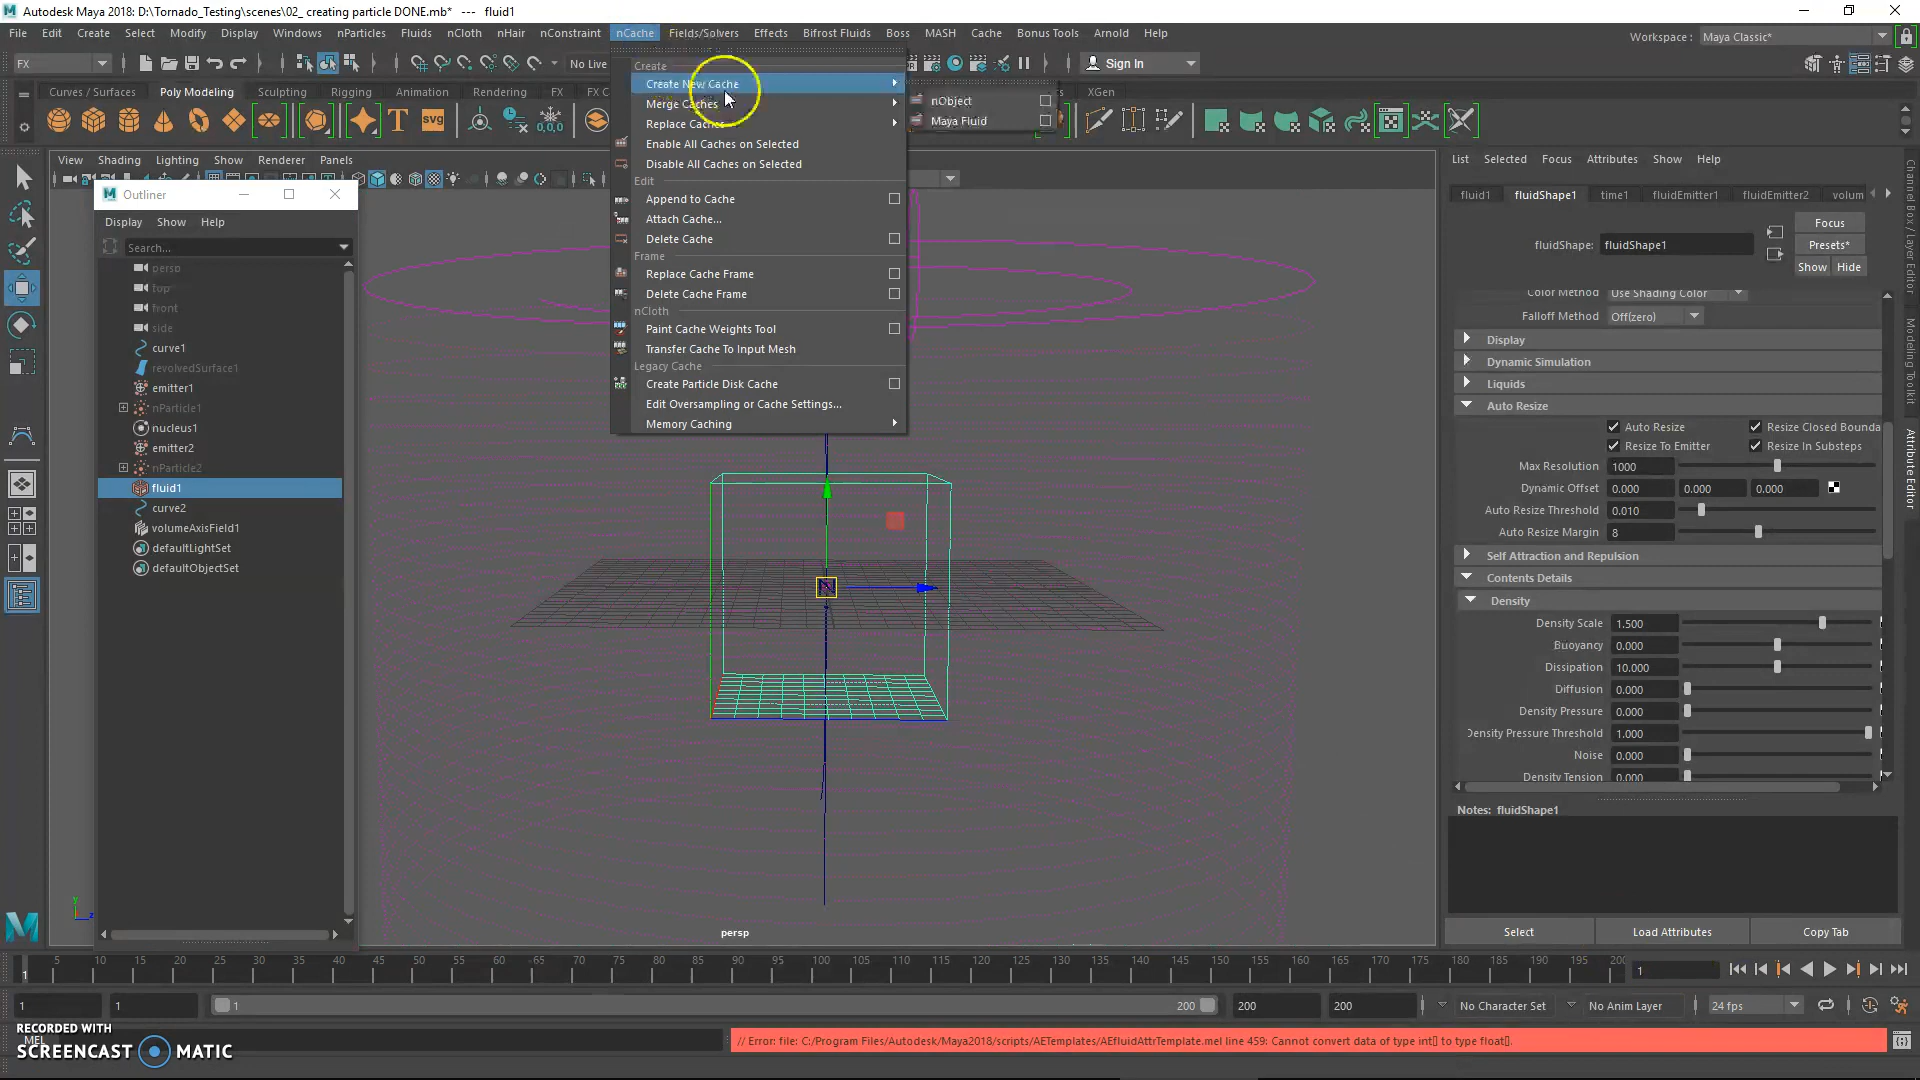 Autodesk Maya 2018: D:\Tornado_Testing\scenes\02_ creating particle DONE.mb* --- fluid1
File Edit Create Select Modify Display Windows nParticles Fluids nCloth nHair nConstraint nCache Fields/Solvers Effects Bifrost Fluids Boss MASH Cache Bonus Tools Arnold Help
Workspace : Maya Classic*
FX
No Live
Sign In
Curves / Surfaces Poly Modeling Sculpting Rigging Animation Rendering FX FX C XGen
Create
Create New Cache
nObject
Maya Fluid
Merge Caches
Replace Caches
Enable All Caches on Selected
Disable All Caches on Selected
Edit
Append to Cache
Attach Cache...
Delete Cache
Frame
Replace Cache Frame
Delete Cache Frame
nCloth
Paint Cache Weights Tool
Transfer Cache To Input Mesh
Legacy Cache
Create Particle Disk Cache
Edit Oversampling or Cache Settings...
Memory Caching
View Shading Lighting Show Renderer Panels
Outliner
Display Show Help
Search...
persp
top
front
side
curve1
revolvedSurface1
emitter1
nParticle1
nucleus1
emitter2
nParticle2
fluid1
curve2
volumeAxisField1
defaultLightSet
defaultObjectSet
svg
0,0,0
persp
y
z
List Selected Focus Attributes Show Help
fluid1 fluidShape1 time1 fluidEmitter1 fluidEmitter2 volum
Focus
fluidShape: fluidShape1
Presets*
Show Hide
Color Method Use Shading Color
Falloff Method Off(zero)
Display
Dynamic Simulation
Liquids
Auto Resize
Auto Resize Resize Closed Bounda
Resize To Emitter Resize In Substeps
Max Resolution 1000
Dynamic Offset 0.000 0.000 0.000
Auto Resize Threshold 0.010
Auto Resize Margin 8
Self Attraction and Repulsion
Contents Details
Density
Density Scale 1.500
Buoyancy 0.000
Dissipation 10.000
Diffusion 0.000
Density Pressure 0.000
Density Pressure Threshold 1.000
Noise 0.000
Density Tension 0.000
Notes: fluidShape1
Select Load Attributes Copy Tab
Channel Box / Layer Editor
Modeling Toolkit
Attribute Editor
5 10 15 20 25 30 35 40 45 50 55 60 65 70 75 80 85 90 95 100 105 110 115 120 125 130 135 140 145 150 155 160 165 170 175 180 185 190 195 200
1
1
1 1 1 200 200 200 No Character Set No Anim Layer 24 fps
RECORDED WITH
MEL
SCREENCAST MATIC
// Error: file: C:/Program Files/Autodesk/Maya2018/scripts/AETemplates/AEfluidAttrTemplate.mel line 459: Cannot convert data of type int[] to type float[].